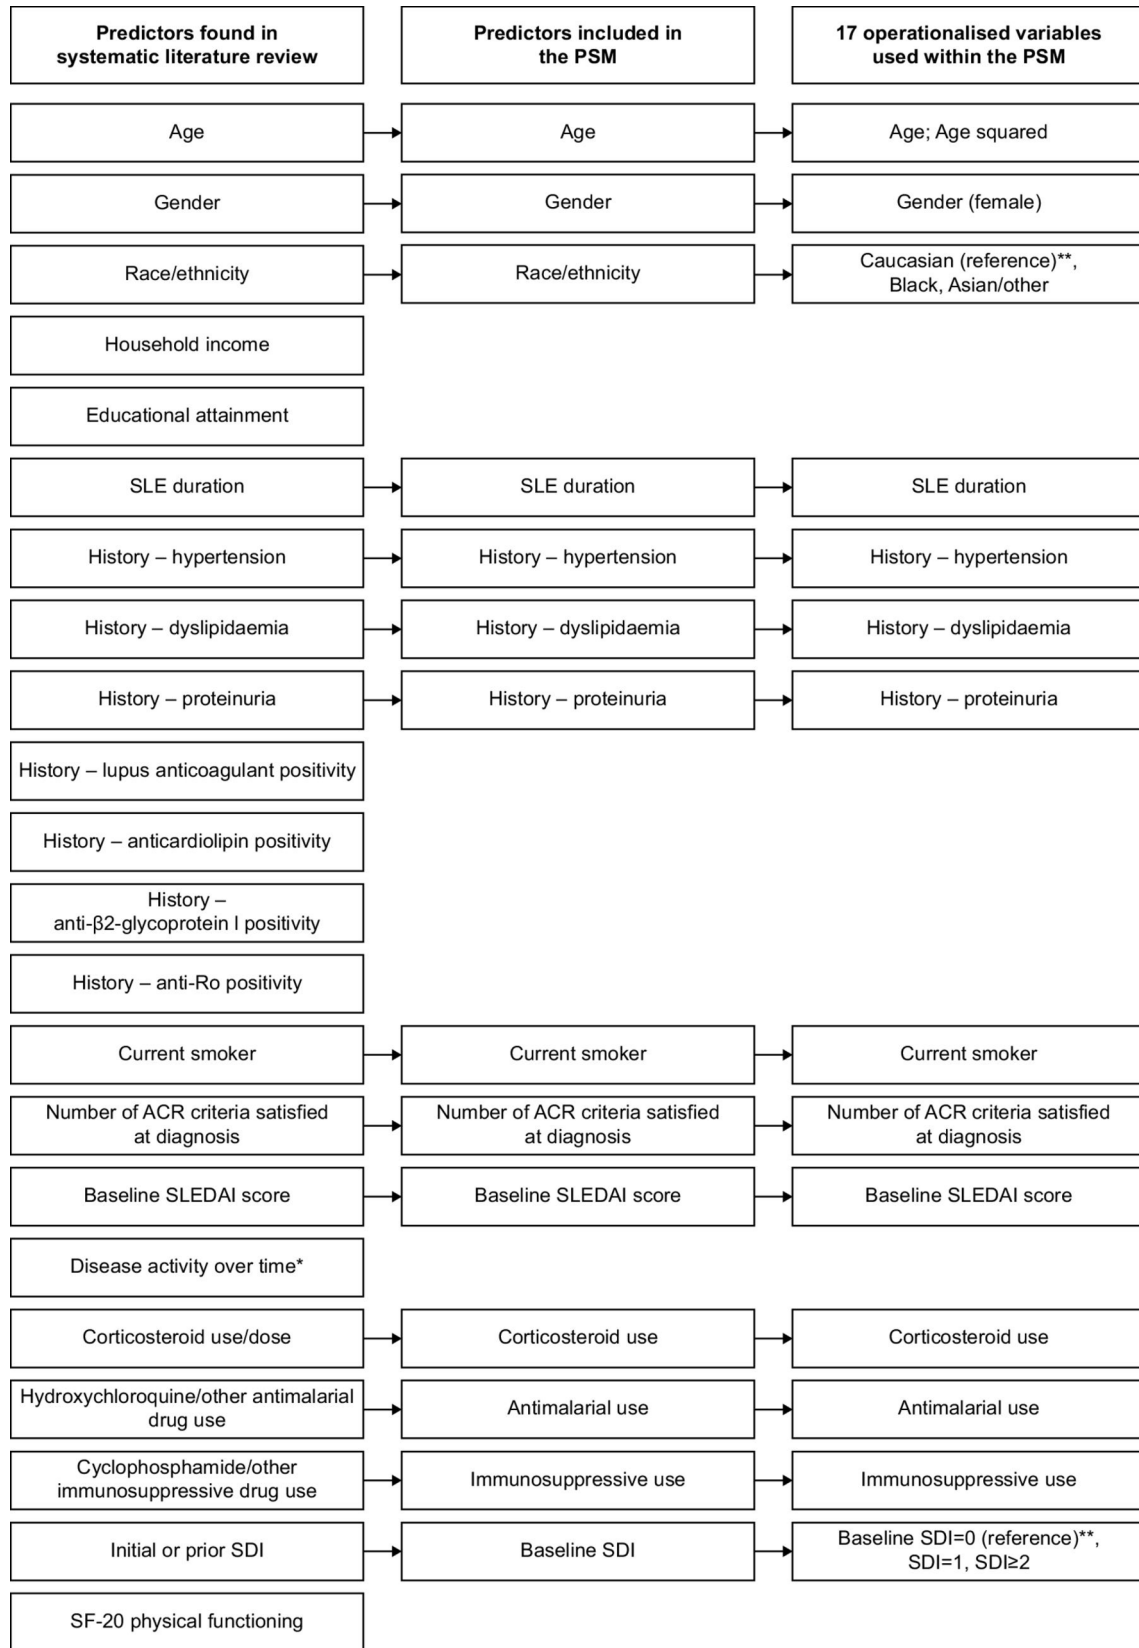 Predictors found in
systematic literature review
Predictors included in
the PSM
17 operationalised variables
used within the PSM
Age
Age
Age; Age squared
Gender
Gender
Gender (female)
Race/ethnicity
Race/ethnicity
Caucasian (reference)**,
Black, Asian/other
Household income
Educational attainment
SLE duration
SLE duration
SLE duration
History – hypertension
History – hypertension
History – hypertension
History – dyslipidaemia
History – dyslipidaemia
History – dyslipidaemia
History – proteinuria
History – proteinuria
History – proteinuria
History – lupus anticoagulant positivity
History – anticardiolipin positivity
History –
anti-β2-glycoprotein I positivity
History – anti-Ro positivity
Current smoker
Current smoker
Current smoker
Number of ACR criteria satisfied
at diagnosis
Number of ACR criteria satisfied
at diagnosis
Number of ACR criteria satisfied
at diagnosis
Baseline SLEDAI score
Baseline SLEDAI score
Baseline SLEDAI score
Disease activity over time*
Corticosteroid use/dose
Corticosteroid use
Corticosteroid use
Hydroxychloroquine/other antimalarial
drug use
Antimalarial use
Antimalarial use
Cyclophosphamide/other
immunosuppressive drug use
Immunosuppressive use
Immunosuppressive use
Initial or prior SDI
Baseline SDI
Baseline SDI=0 (reference)**,
SDI=1, SDI≥2
SF-20 physical functioning